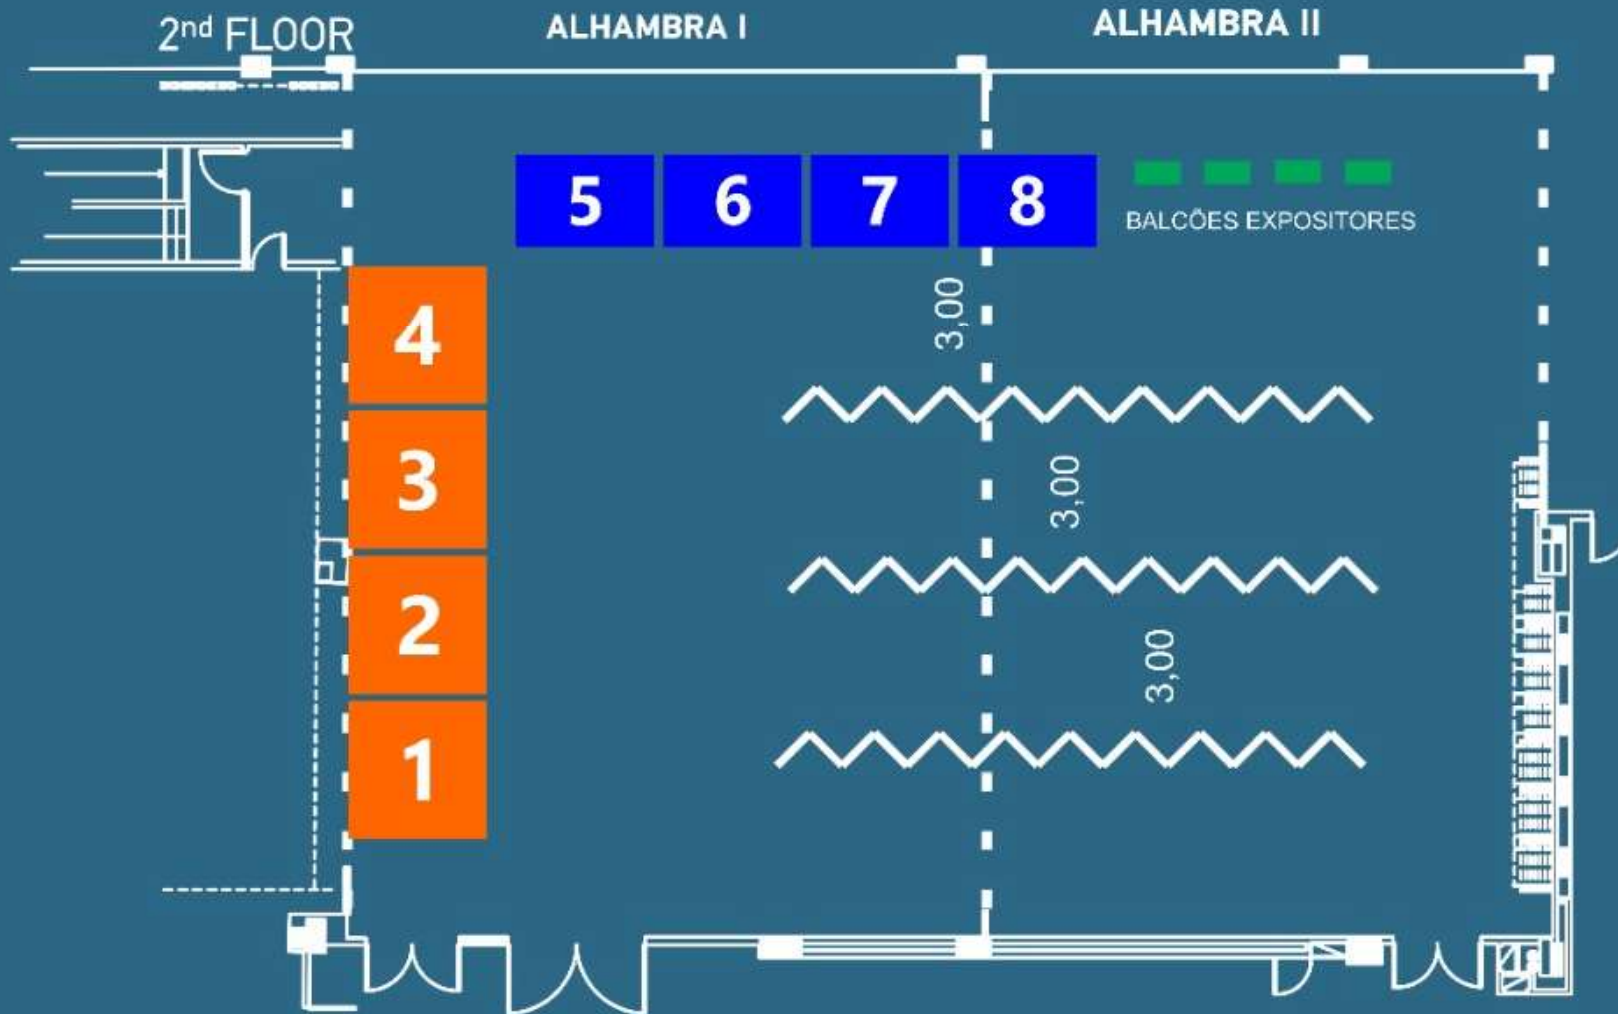 2nd FLOOR
ALHAMBRA I
ALHAMBRA II
5 6 7 8
BALCÕES EXPOSITORES
4
3,00
3
3,00
2
3,00
1